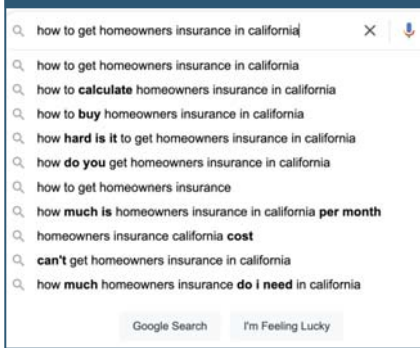 how to get homeowners insurance in california
how to get homeowners insurance in california
how to calculate homeowners insurance in california
how to buy homeowners insurance in california
how hard is it to get homeowners insurance in california
how do you get homeowners insurance in california
how to get homeowners insurance
how much is homeowners insurance in california per month
homeowners insurance california cost
can't get homeowners insurance in california
how much homeowners insurance do i need in california
Google Search I'm Feeling Lucky